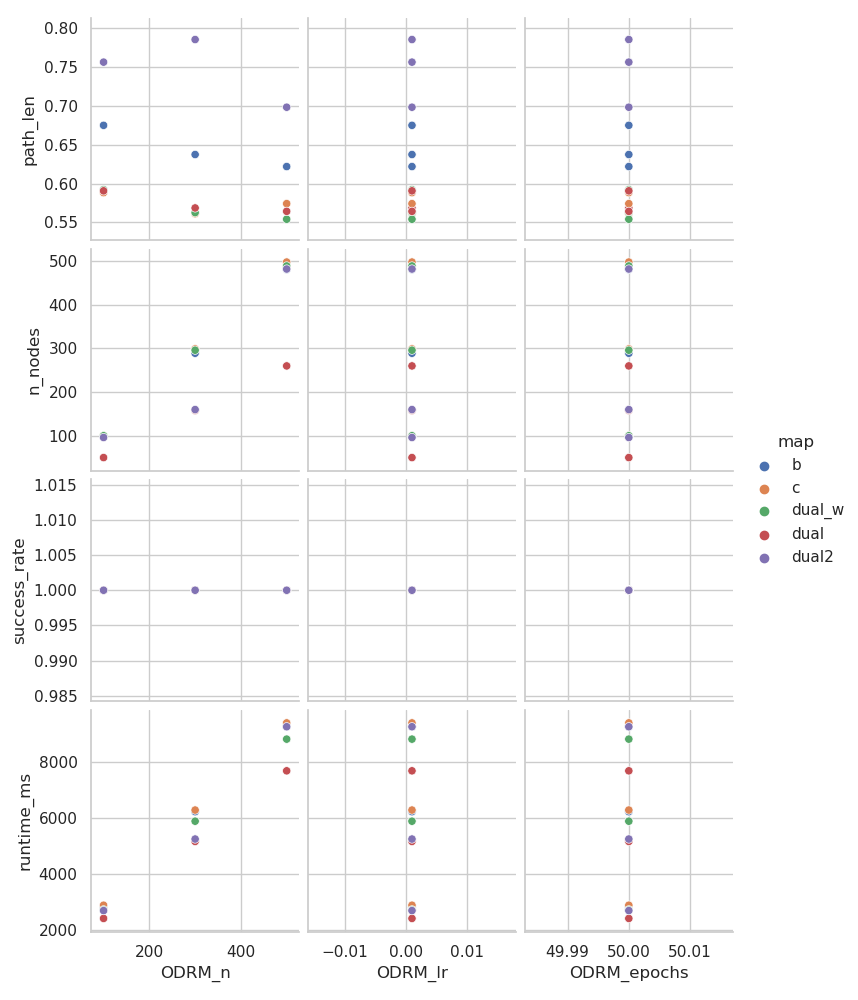 0.80
0.75
0.70
0.65
0.60
0.55
path_len
500
400
300
200
100
n_nodes
1.015
1.010
1.005
1.000
0.995
0.990
0.985
success_rate
8000
6000
4000
2000
runtime_ms
200 400
ODRM_n
−0.01 0.00 0.01
ODRM_lr
49.99 50.00 50.01
ODRM_epochs
map
b
c
dual_w
dual
dual2